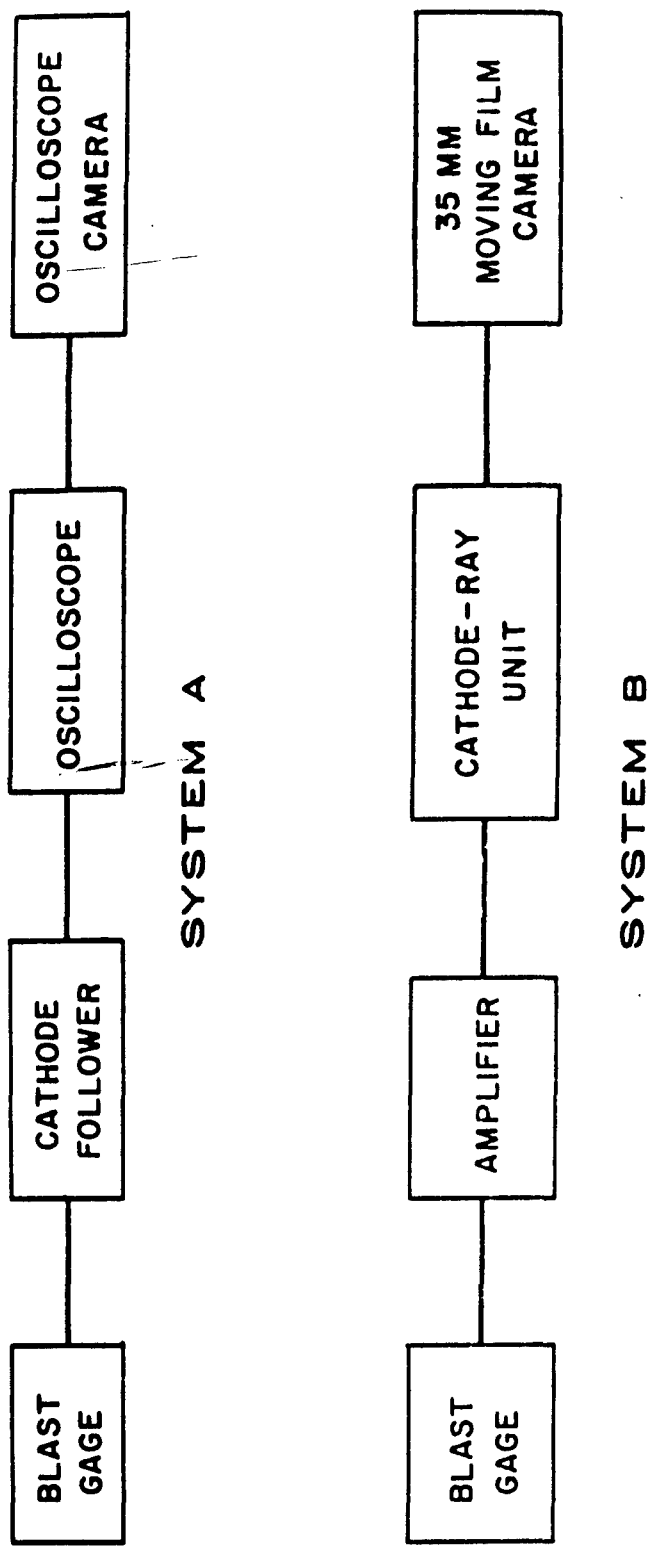 BLAST
GAGE
CATHODE
FOLLOWER
OSCILLOSCOPE
OSCILLOSCOPE
CAMERA
SYSTEM A
BLAST
GAGE
AMPLIFIER
CATHODE-RAY
UNIT
35 MM
MOVING FILM
CAMERA
SYSTEM B